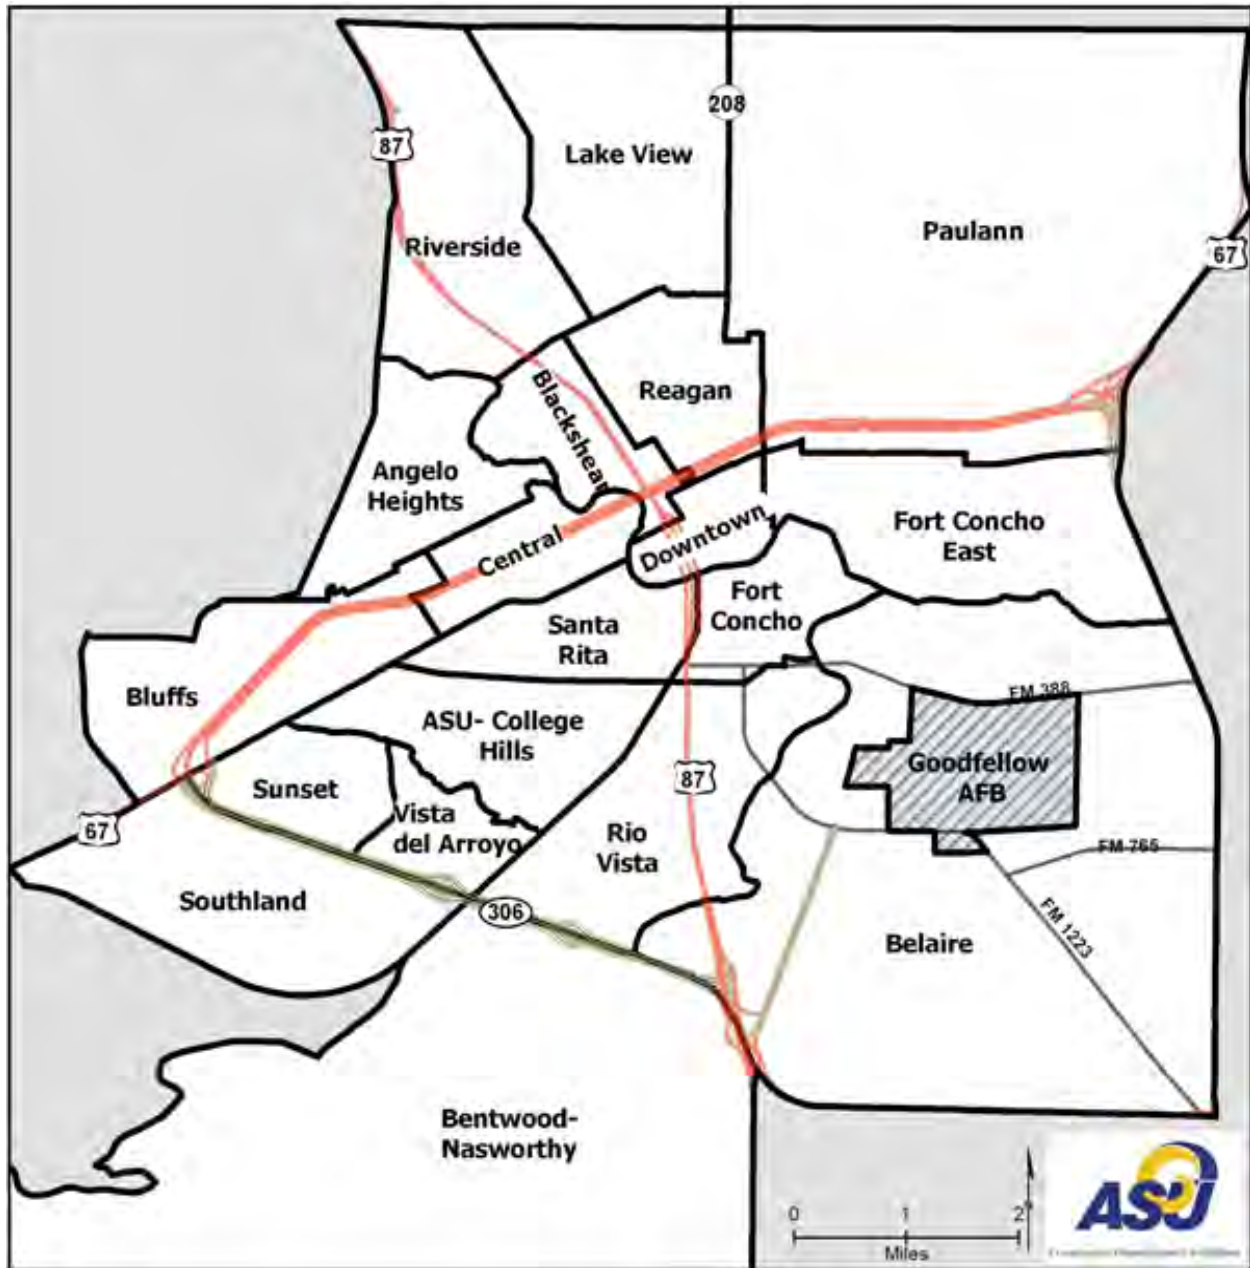 208
87
Lake View
Paulann
Riverside
67
Blackshear
Reagan
Angelo
Heights
Central
Downtown
Fort Concho
East
Fort
Concho
Santa
Rita
Bluffs
ASU- College
Hills
FM 388
Goodfellow
AFB
87
Sunset
Vista
del Arroyo
Rio
Vista
67
FM 765
Southland
306
FM 1223
Belaire
Bentwood-
Nasworthy
0 1 2
Miles
ASU